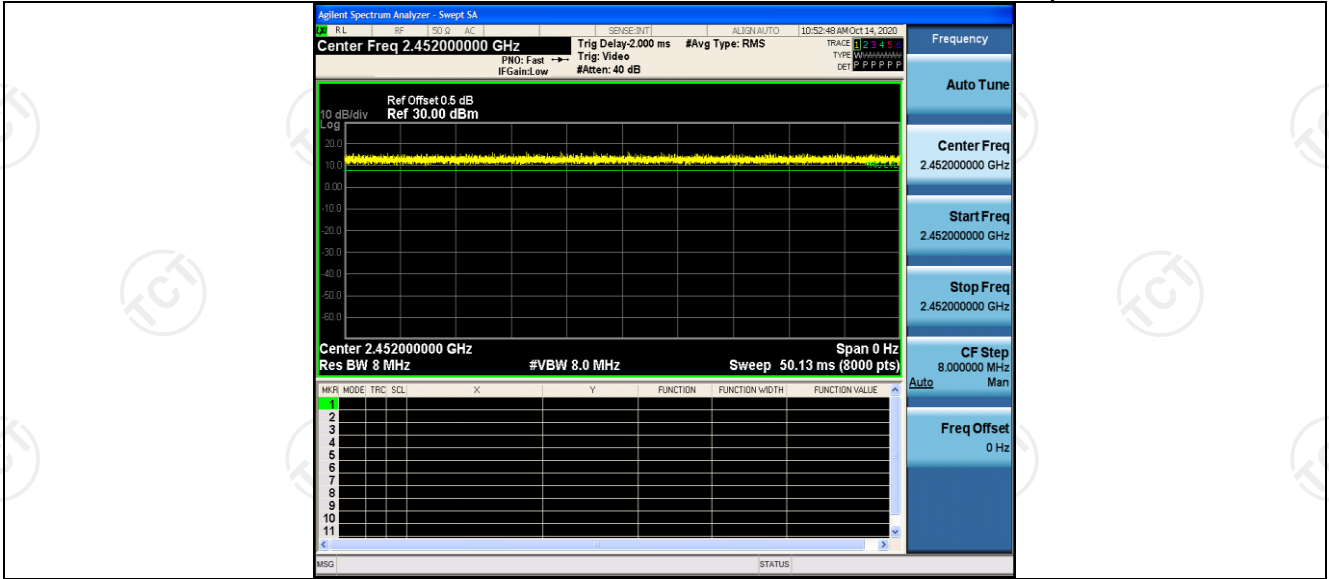 Agilent Spectrum Analyzer - Swept SA
RL RF 50 Ω AC SENSE:INT ALIGN AUTO 10:52:48 AM Oct 14, 2020
Center Freq 2.452000000 GHz
Trig Delay-2.000 ms #Avg Type: RMS
TRACE 1 2 3 4 5 6
PNO: Fast Trig: Video
TYPE
IFGain:Low #Atten: 40 dB
DET P P P P P P
Ref Offset 0.5 dB
10 dB/div Ref 30.00 dBm
Log
20.0
10.0
0.00
-10.0
-20.0
-30.0
-40.0
-50.0
-60.0
Center 2.452000000 GHz Span 0 Hz
Res BW 8 MHz #VBW 8.0 MHz Sweep 50.13 ms (8000 pts)
MKR MODE TRC SCL X Y FUNCTION FUNCTION WIDTH FUNCTION VALUE
1
2
3
4
5
6
7
8
9
10
11
MSG STATUS
Frequency
Auto Tune
Center Freq
2.452000000 GHz
Start Freq
2.452000000 GHz
Stop Freq
2.452000000 GHz
CF Step
8.000000 MHz
Auto Man
Freq Offset
0 Hz
TCT
TCT